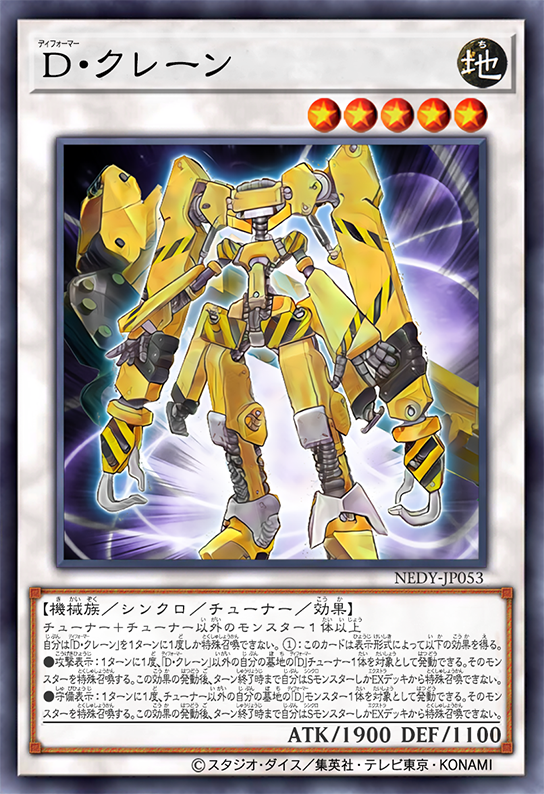 ディフォーマー
D・クレーン
ち
地
NEDY-JP053
【機械族／シンクロ／チューナー／効果】
チューナー＋チューナー以外のモンスター１体以上
自分は「D・クレーン」を1ターンに1度しか特殊召喚できない。①：このカードは表示形式によって以下の効果を得る。
●攻撃表示：1ターンに1度、「D・クレーン」以外の自分の墓地の「D」チューナー1体を対象として発動できる。そのモン
スターを特殊召喚する。この効果の発動後、ターン終了時まで自分はSモンスターしかEXデッキから特殊召喚できない。
●守備表示：1ターンに1度、チューナー以外の自分の墓地の「D」モンスター1体を対象として発動できる。そのモン
スターを特殊召喚する。この効果の発動後、ターン終了時まで自分はSモンスターしかEXデッキから特殊召喚できない。
ATK/1900 DEF/1100
©スタジオ・ダイス／集英社・テレビ東京・KONAMI